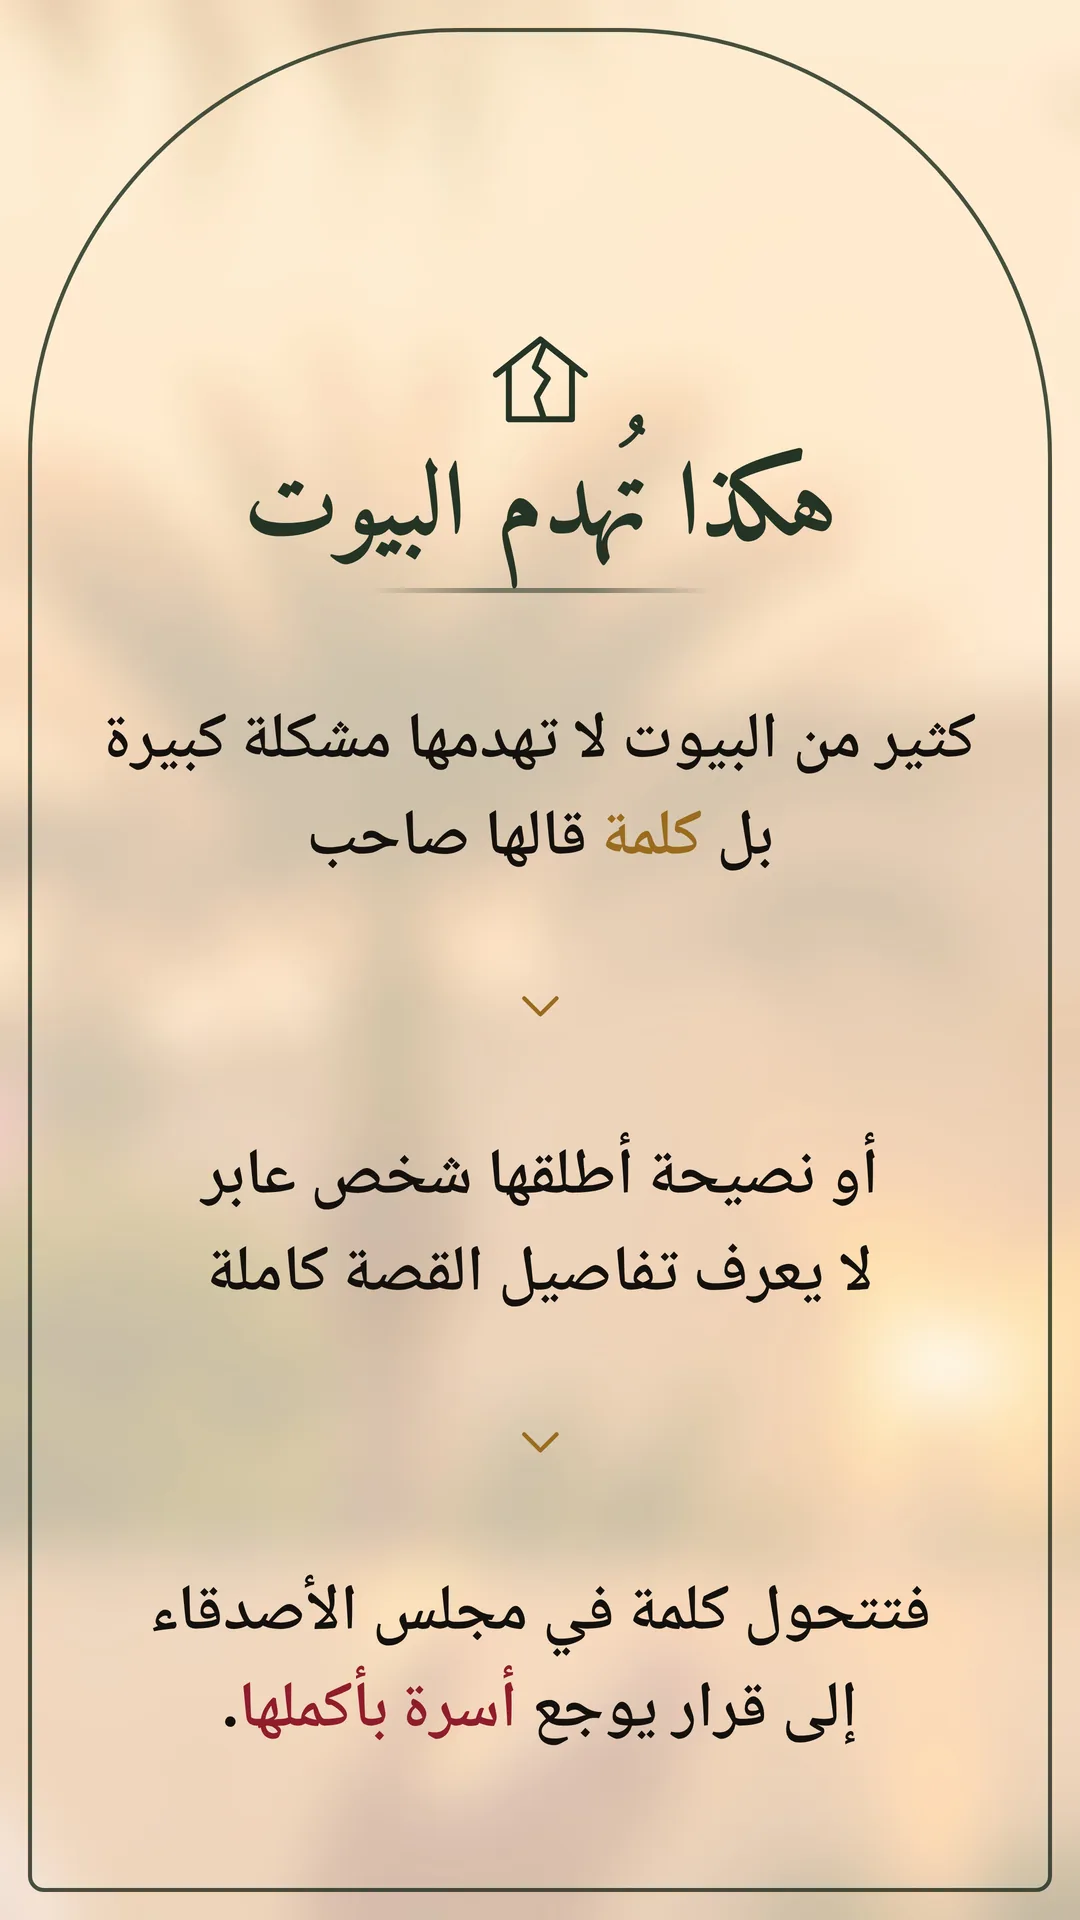 هكذا تُهدم البيوت
كثير من البيوت لا تهدمها مشكلة كبيرة
بل كلمة قالها صاحب
أو نصيحة أطلقها شخص عابر
لا يعرف تفاصيل القصة كاملة
فتتحول كلمة في مجلس الأصدقاء
إلى قرار يوجع أسرة بأكملها.